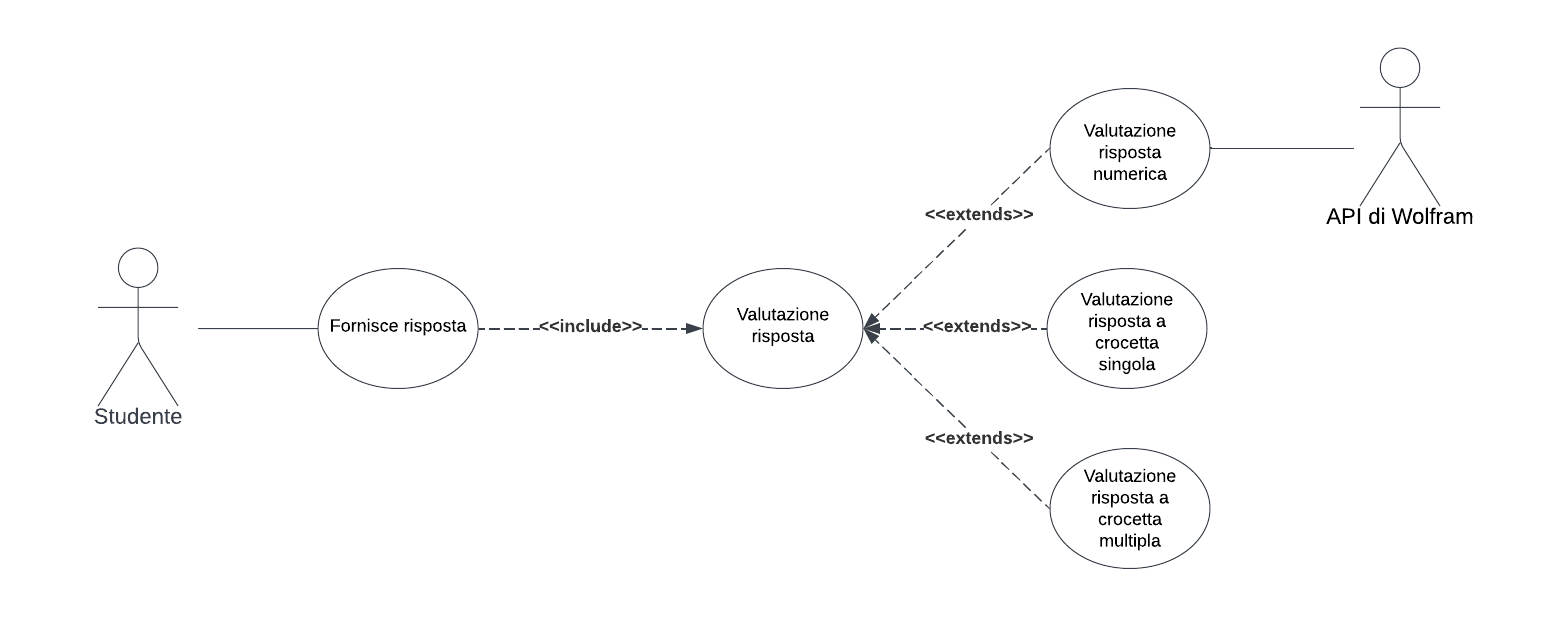 Valutazione
risposta
numerica
API di Wolfram
<<extends>>
Studente
Fornisce risposta
<<include>>
Valutazione
risposta
<<extends>>
Valutazione
risposta a
crocetta
singola
<<extends>>
Valutazione
risposta a
crocetta
multipla